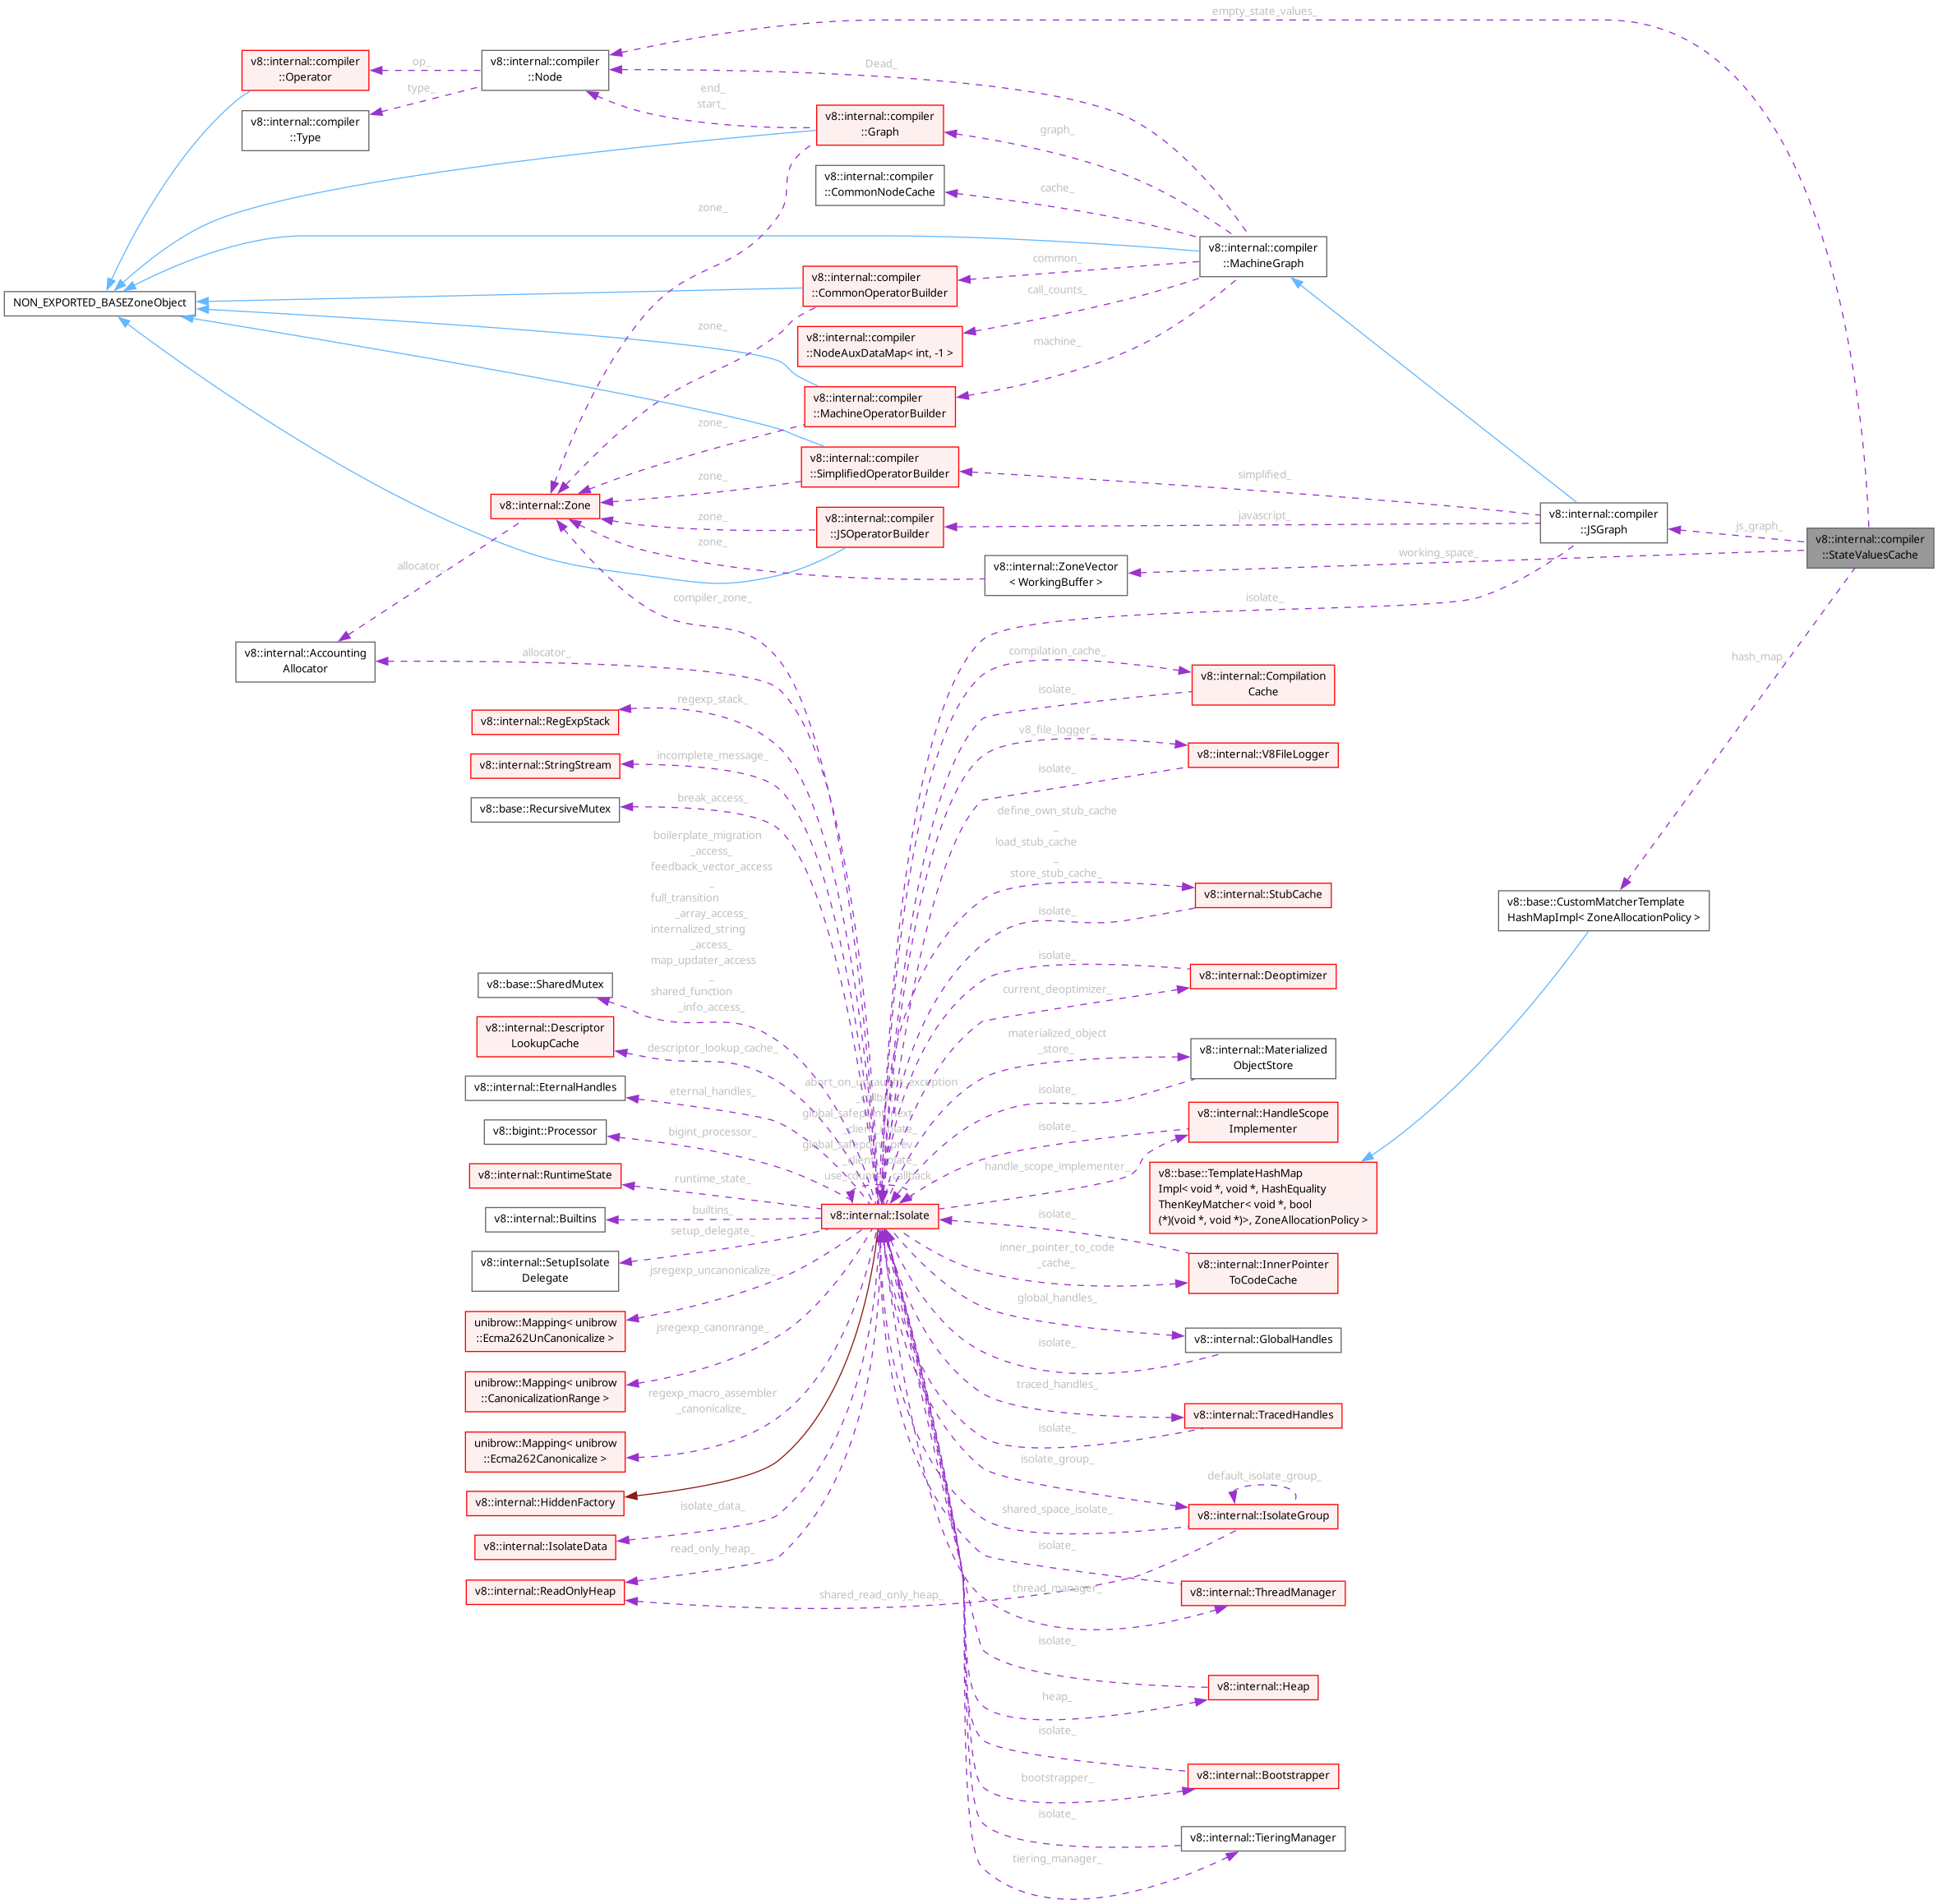 empty_state_values_
v8::internal::compiler
::Operator
op_
v8::internal::compiler
::Node
type_
v8::internal::compiler
::Type
Dead_
end_
start_
v8::internal::compiler
::Graph
graph_
v8::internal::compiler
::CommonNodeCache
cache_
zone_
v8::internal::compiler
::MachineGraph
NON_EXPORTED_BASEZoneObject
v8::internal::compiler
::CommonOperatorBuilder
common_
call_counts_
zone_
v8::internal::compiler
::NodeAuxDataMap< int, -1 >
machine_
v8::internal::compiler
::MachineOperatorBuilder
zone_
v8::internal::compiler
::SimplifiedOperatorBuilder
simplified_
zone_
v8::internal::Zone
v8::internal::compiler
::JSOperatorBuilder
javascript_
zone_
zone_
v8::internal::compiler
::JSGraph
js_graph_
v8::internal::compiler
::StateValuesCache
working_space_
v8::internal::ZoneVector
< WorkingBuffer >
allocator_
compiler_zone_
isolate_
v8::internal::Accounting
Allocator
allocator_
compilation_cache_
v8::internal::Compilation
Cache
isolate_
hash_map_
v8::internal::RegExpStack
regexp_stack_
v8_file_logger_
v8::internal::V8FileLogger
isolate_
v8::internal::StringStream
incomplete_message_
v8::base::RecursiveMutex
break_access_
define_own_stub_cache
_
load_stub_cache
_
store_stub_cache_
v8::internal::StubCache
isolate_
boilerplate_migration
_access_
feedback_vector_access
_
full_transition
_array_access_
internalized_string
_access_
map_updater_access
_
shared_function
_info_access_
v8::base::SharedMutex
v8::base::CustomMatcherTemplate
HashMapImpl< ZoneAllocationPolicy >
isolate_
v8::internal::Deoptimizer
current_deoptimizer_
v8::internal::Descriptor
LookupCache
descriptor_lookup_cache_
materialized_object
_store_
v8::internal::Materialized
ObjectStore
isolate_
v8::internal::EternalHandles
eternal_handles_
abort_on_uncaught_exception
_callback_
global_safepoint_next
_client_isolate_
global_safepoint_prev
_client_isolate_
use_counter_callback_
v8::bigint::Processor
bigint_processor_
isolate_
v8::internal::HandleScope
Implementer
handle_scope_implementer_
v8::base::TemplateHashMap
Impl< void *, void *, HashEquality
ThenKeyMatcher< void *, bool
(*)(void *, void *)>, ZoneAllocationPolicy >
v8::internal::RuntimeState
runtime_state_
v8::internal::Builtins
builtins_
v8::internal::Isolate
isolate_
v8::internal::SetupIsolate
Delegate
setup_delegate_
inner_pointer_to_code
_cache_
v8::internal::InnerPointer
ToCodeCache
jsregexp_uncanonicalize_
unibrow::Mapping< unibrow
::Ecma262UnCanonicalize >
global_handles_
v8::internal::GlobalHandles
isolate_
jsregexp_canonrange_
unibrow::Mapping< unibrow
::CanonicalizationRange >
traced_handles_
v8::internal::TracedHandles
isolate_
regexp_macro_assembler
_canonicalize_
unibrow::Mapping< unibrow
::Ecma262Canonicalize >
isolate_group_
default_isolate_group_
v8::internal::HiddenFactory
shared_space_isolate_
v8::internal::IsolateGroup
v8::internal::IsolateData
isolate_data_
isolate_
v8::internal::ReadOnlyHeap
read_only_heap_
shared_read_only_heap_
thread_manager_
v8::internal::ThreadManager
isolate_
v8::internal::Heap
heap_
isolate_
v8::internal::Bootstrapper
bootstrapper_
isolate_
v8::internal::TieringManager
tiering_manager_